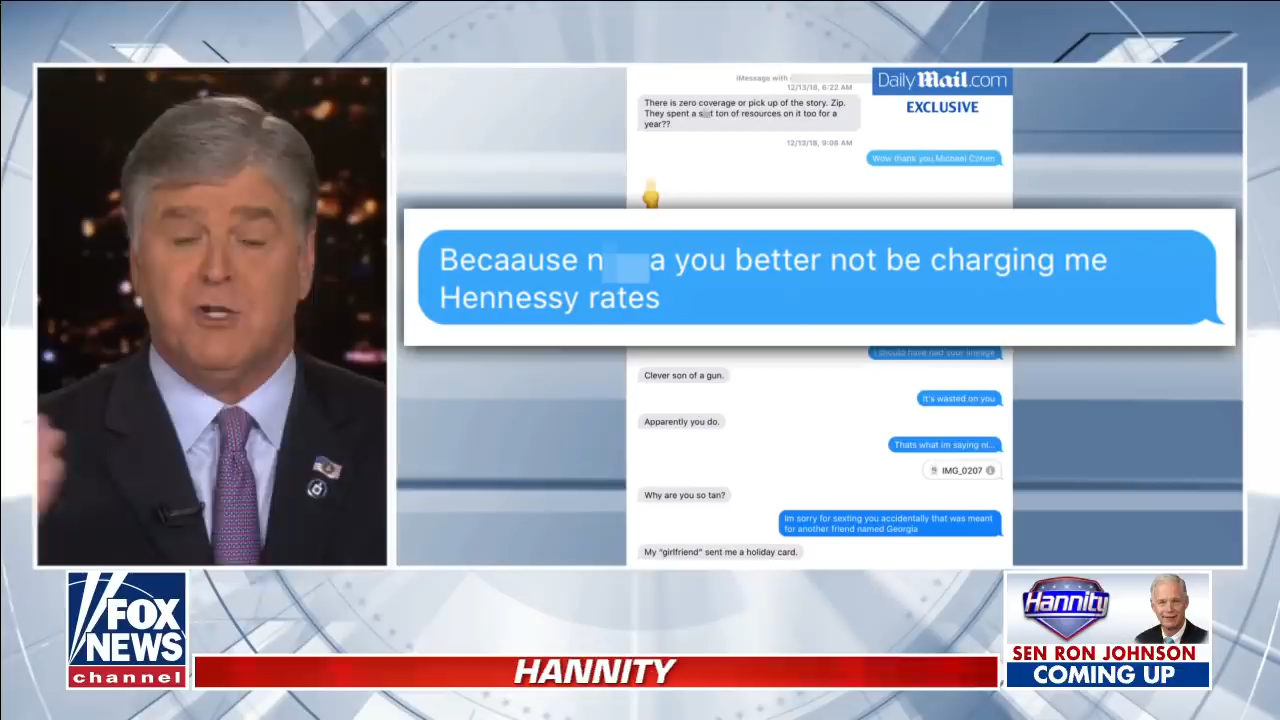 iMessage with
12/13/18, 6:22 AM
There is zero coverage or pick up of the story. Zip.
They spent a s t ton of resources on it too for a
year??
DailyMail.com
EXCLUSIVE
12/13/18, 9:08 AM
Wow thank you Michael Cohen
Becaause n a you better not be charging me
Hennessy rates
I should have had your lineage
Clever son of a gun.
It's wasted on you
Apparently you do.
Thats what im saying ni...
IMG_0207
Why are you so tan?
Im sorry for sexting you accidentally that was meant
for another friend named Georgia
My "girlfriend" sent me a holiday card.
FOX
NEWS
channel
HANNITY
Hannity
SEN RON JOHNSON
COMING UP